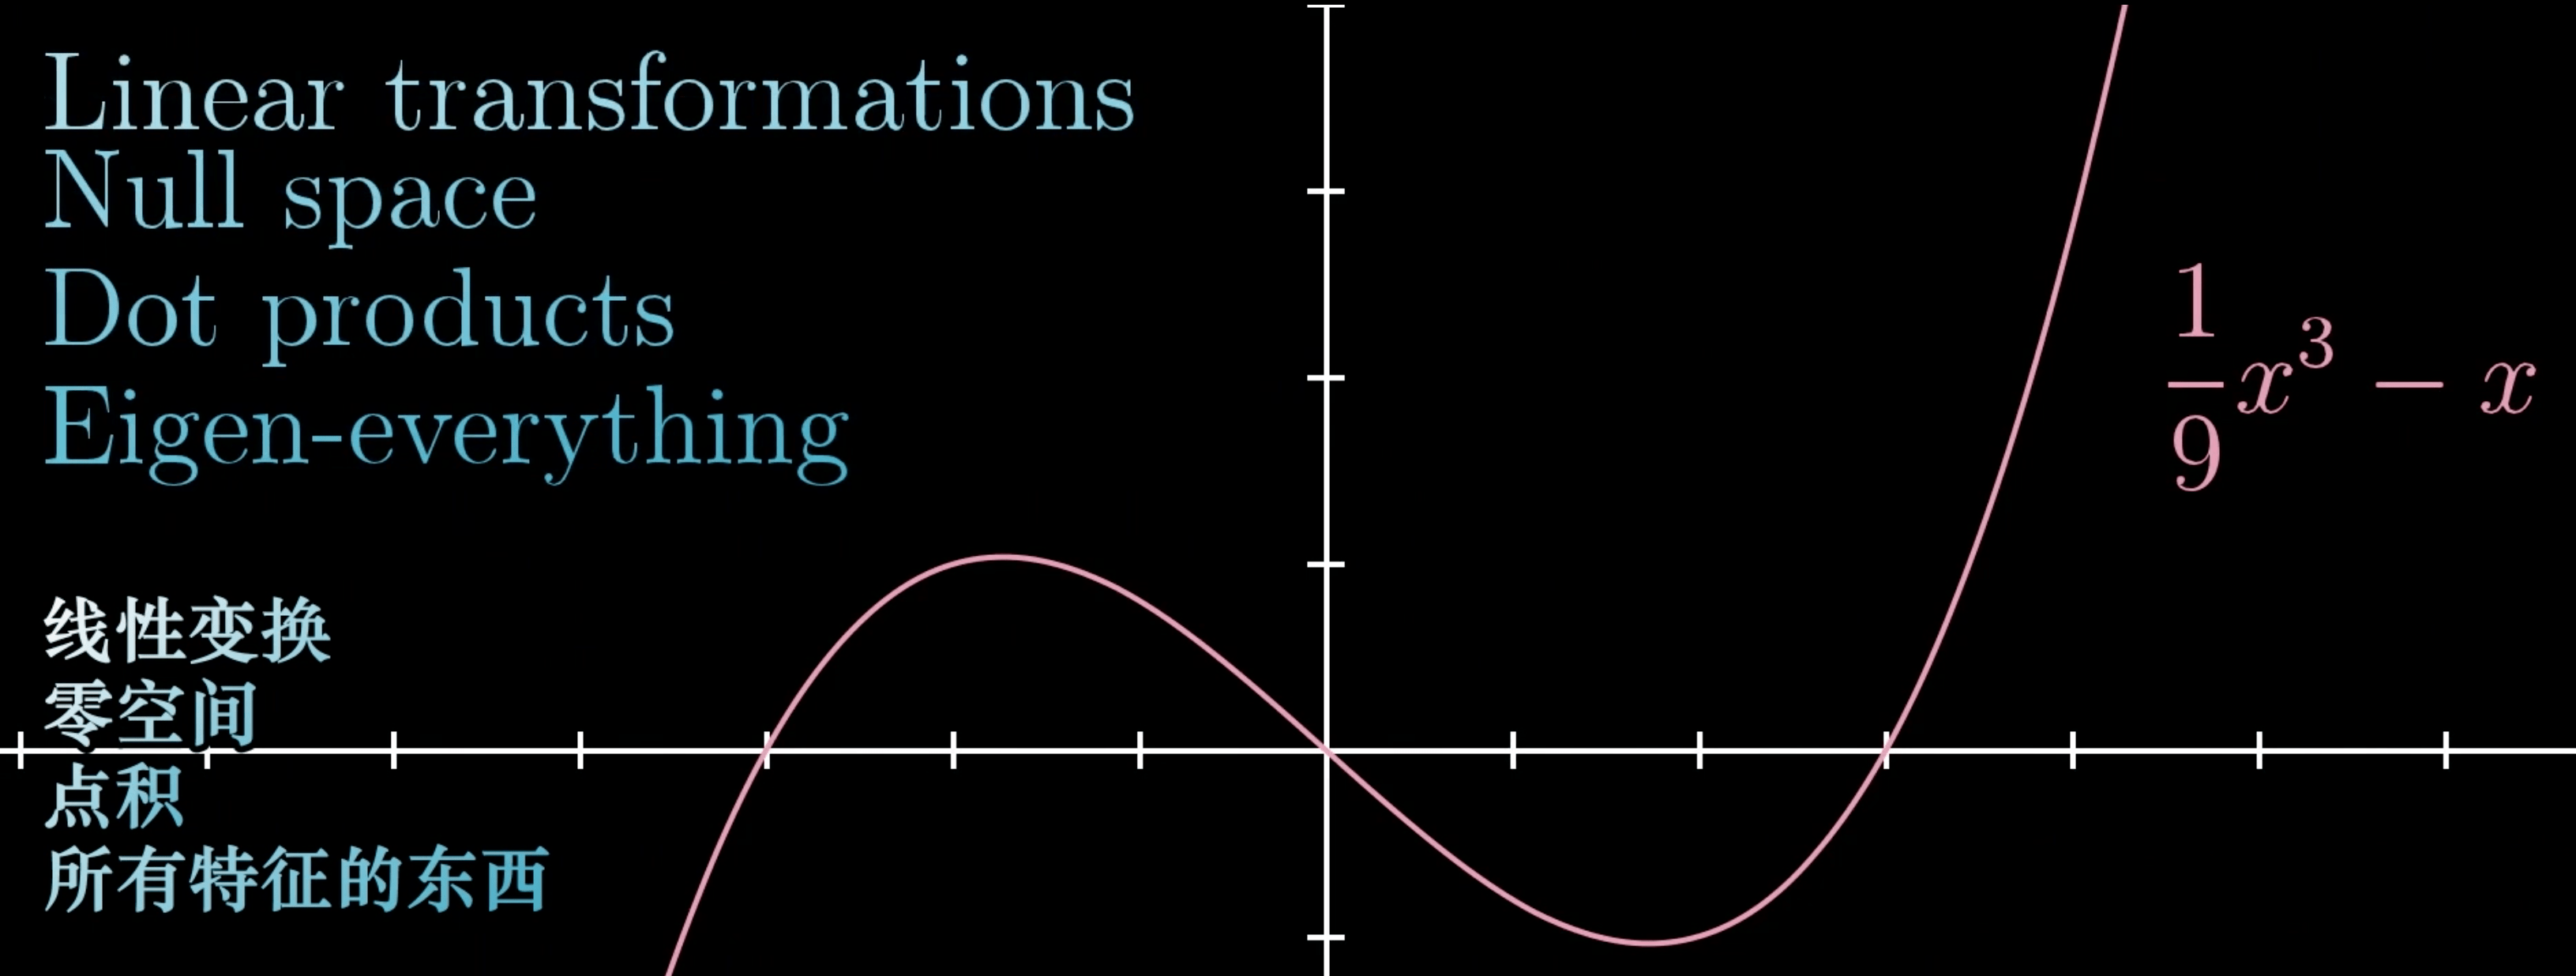 Linear transformations
Null space
Dot products
Eigen-everything
线性变换
零空间
点积
所有特征的东西
\frac{1}{9}x^3 - x